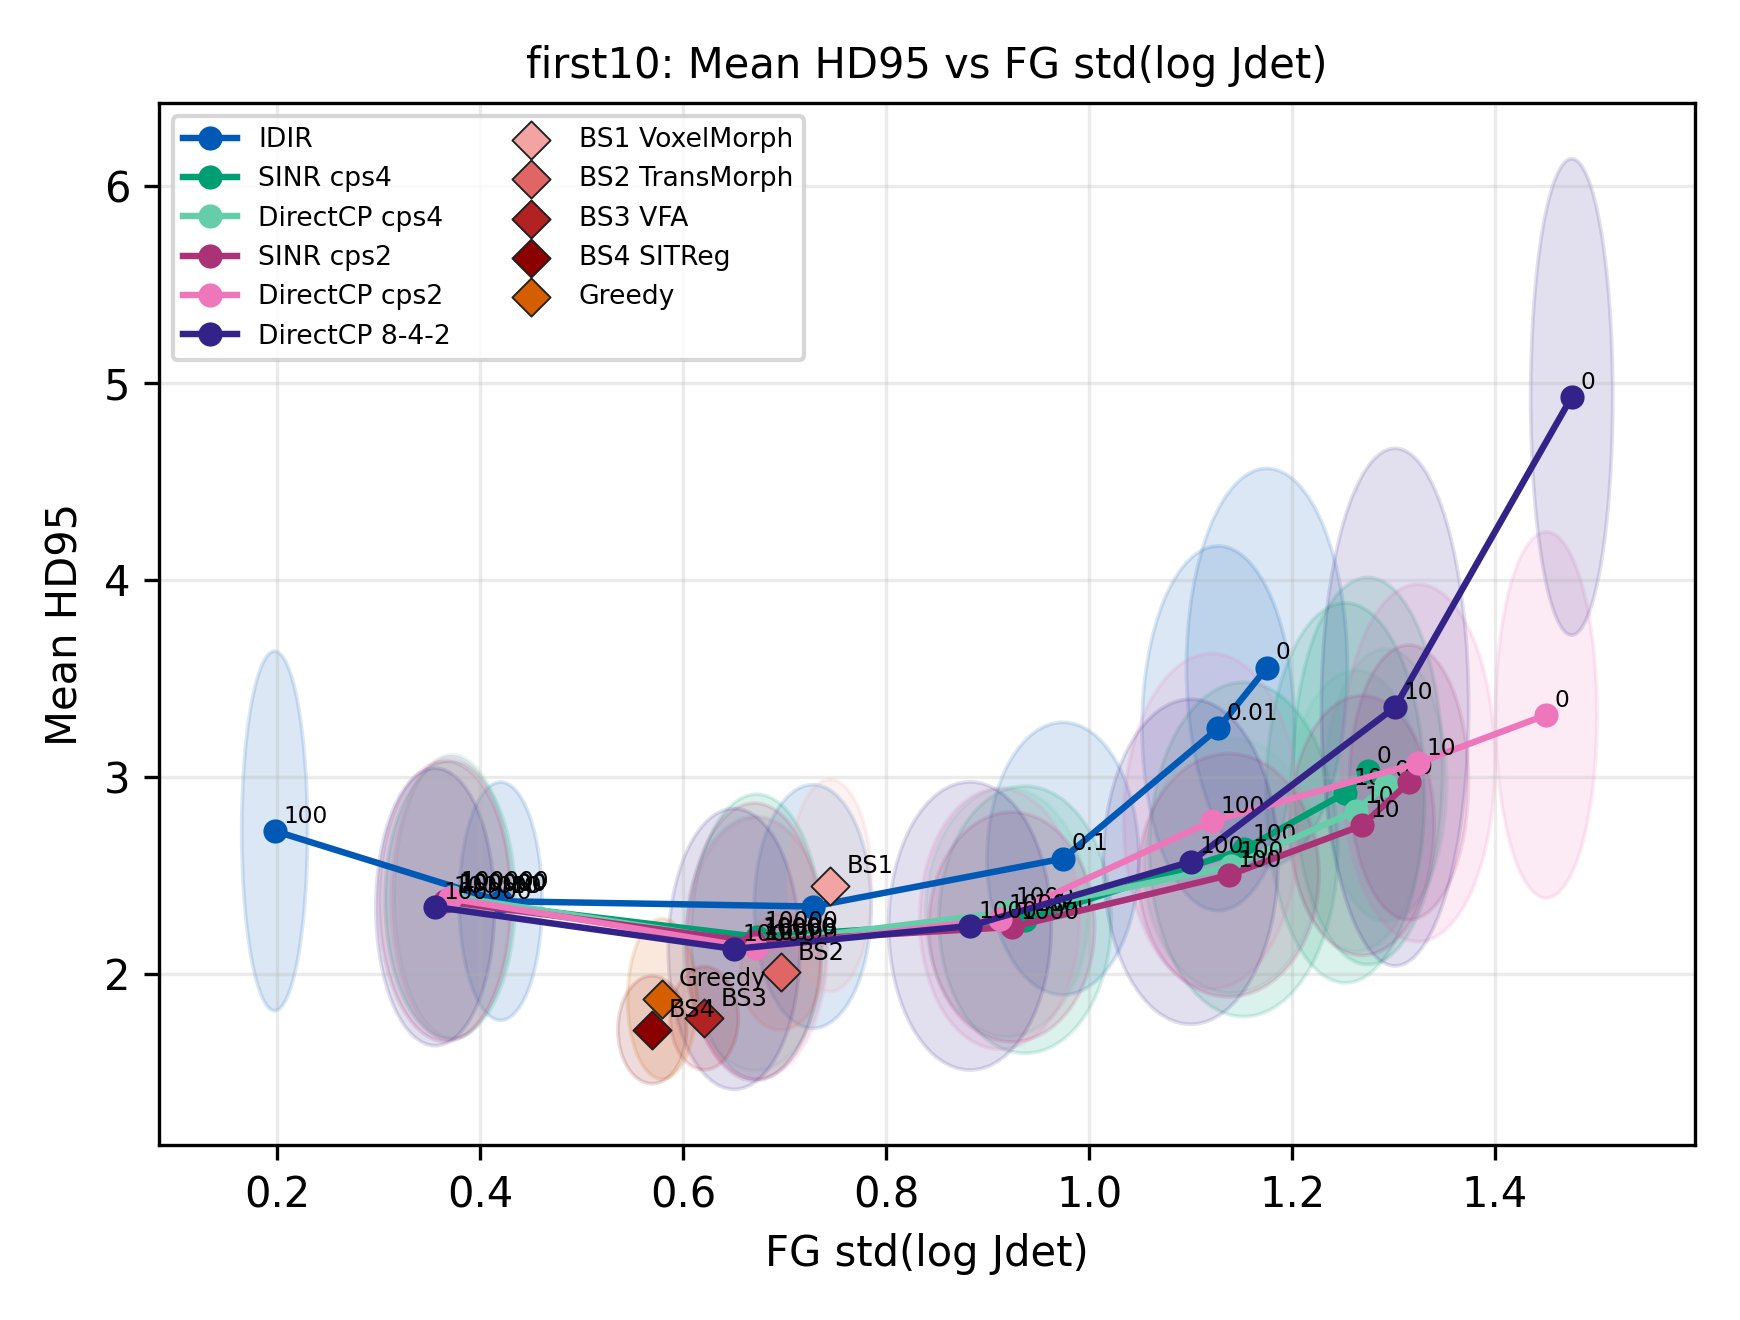 first10: Mean HD95 vs FG std(log Jdet)
IDIR
SINR cps4
DirectCP cps4
SINR cps2
DirectCP cps2
DirectCP 8-4-2
BS1 VoxelMorph
BS2 TransMorph
BS3 VFA
BS4 SITReg
Greedy
Mean HD95
6
5
4
3
2
0
0
0
0.01
10
10
0
10
10
100
0.1
100
100
100
100
BS1
100000
1000
1000
10000
BS2
Greedy
BS3
BS4
0.2
0.4
0.6
0.8
1.0
1.2
1.4
FG std(log Jdet)